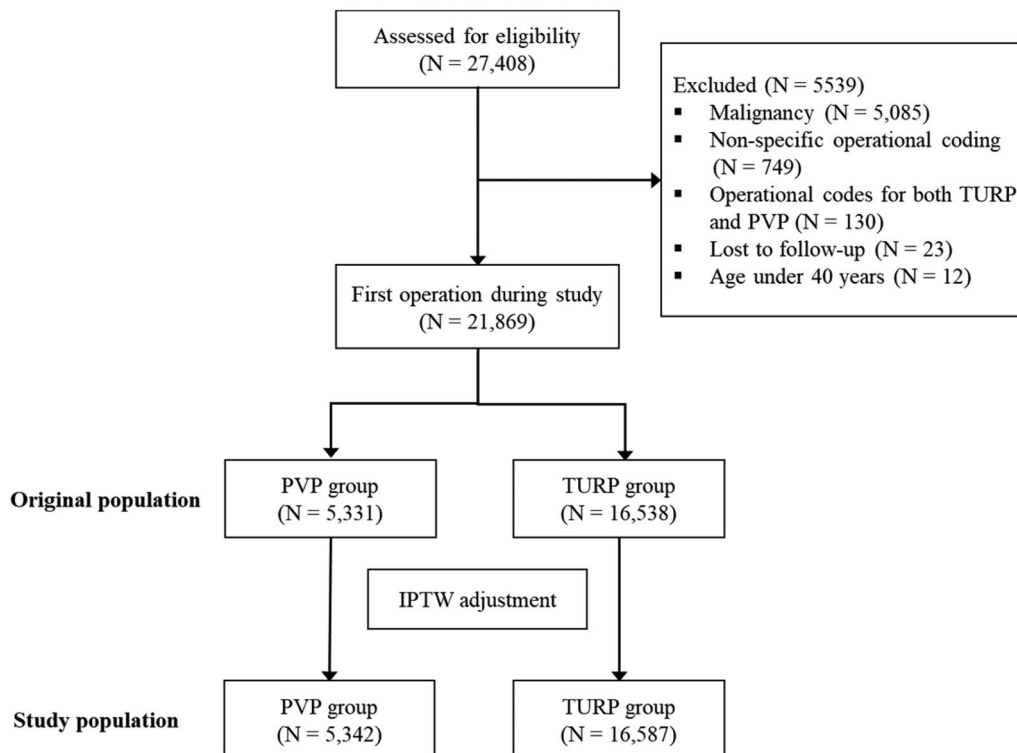 Assessed for eligibility
(N = 27,408)
Excluded (N = 5539)
▪ Malignancy (N = 5,085)
▪ Non-specific operational coding
(N = 749)
▪ Operational codes for both TURP
and PVP (N = 130)
▪ Lost to follow-up (N = 23)
▪ Age under 40 years (N = 12)
First operation during study
(N = 21,869)
Original population
PVP group
(N = 5,331)
TURP group
(N = 16,538)
IPTW adjustment
Study population
PVP group
(N = 5,342)
TURP group
(N = 16,587)